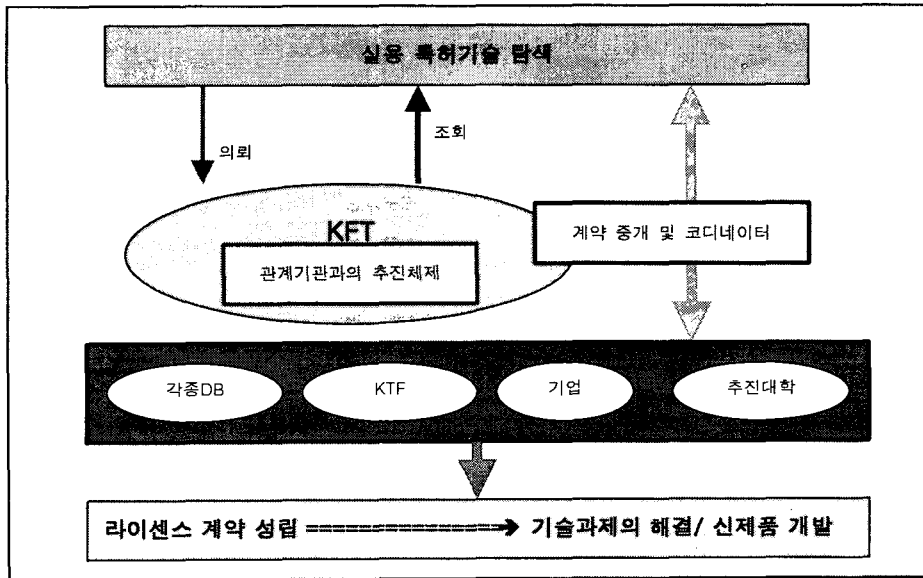 실용 특허기술 탐색
의뢰
조회
KFT
관계기관과의 추진체제
계약 중개 및 코디네이터
각종DB
KTF
기업
추진대학
라이센스 계약 성립 ================➔ 기술과제의 해결/ 신제품 개발